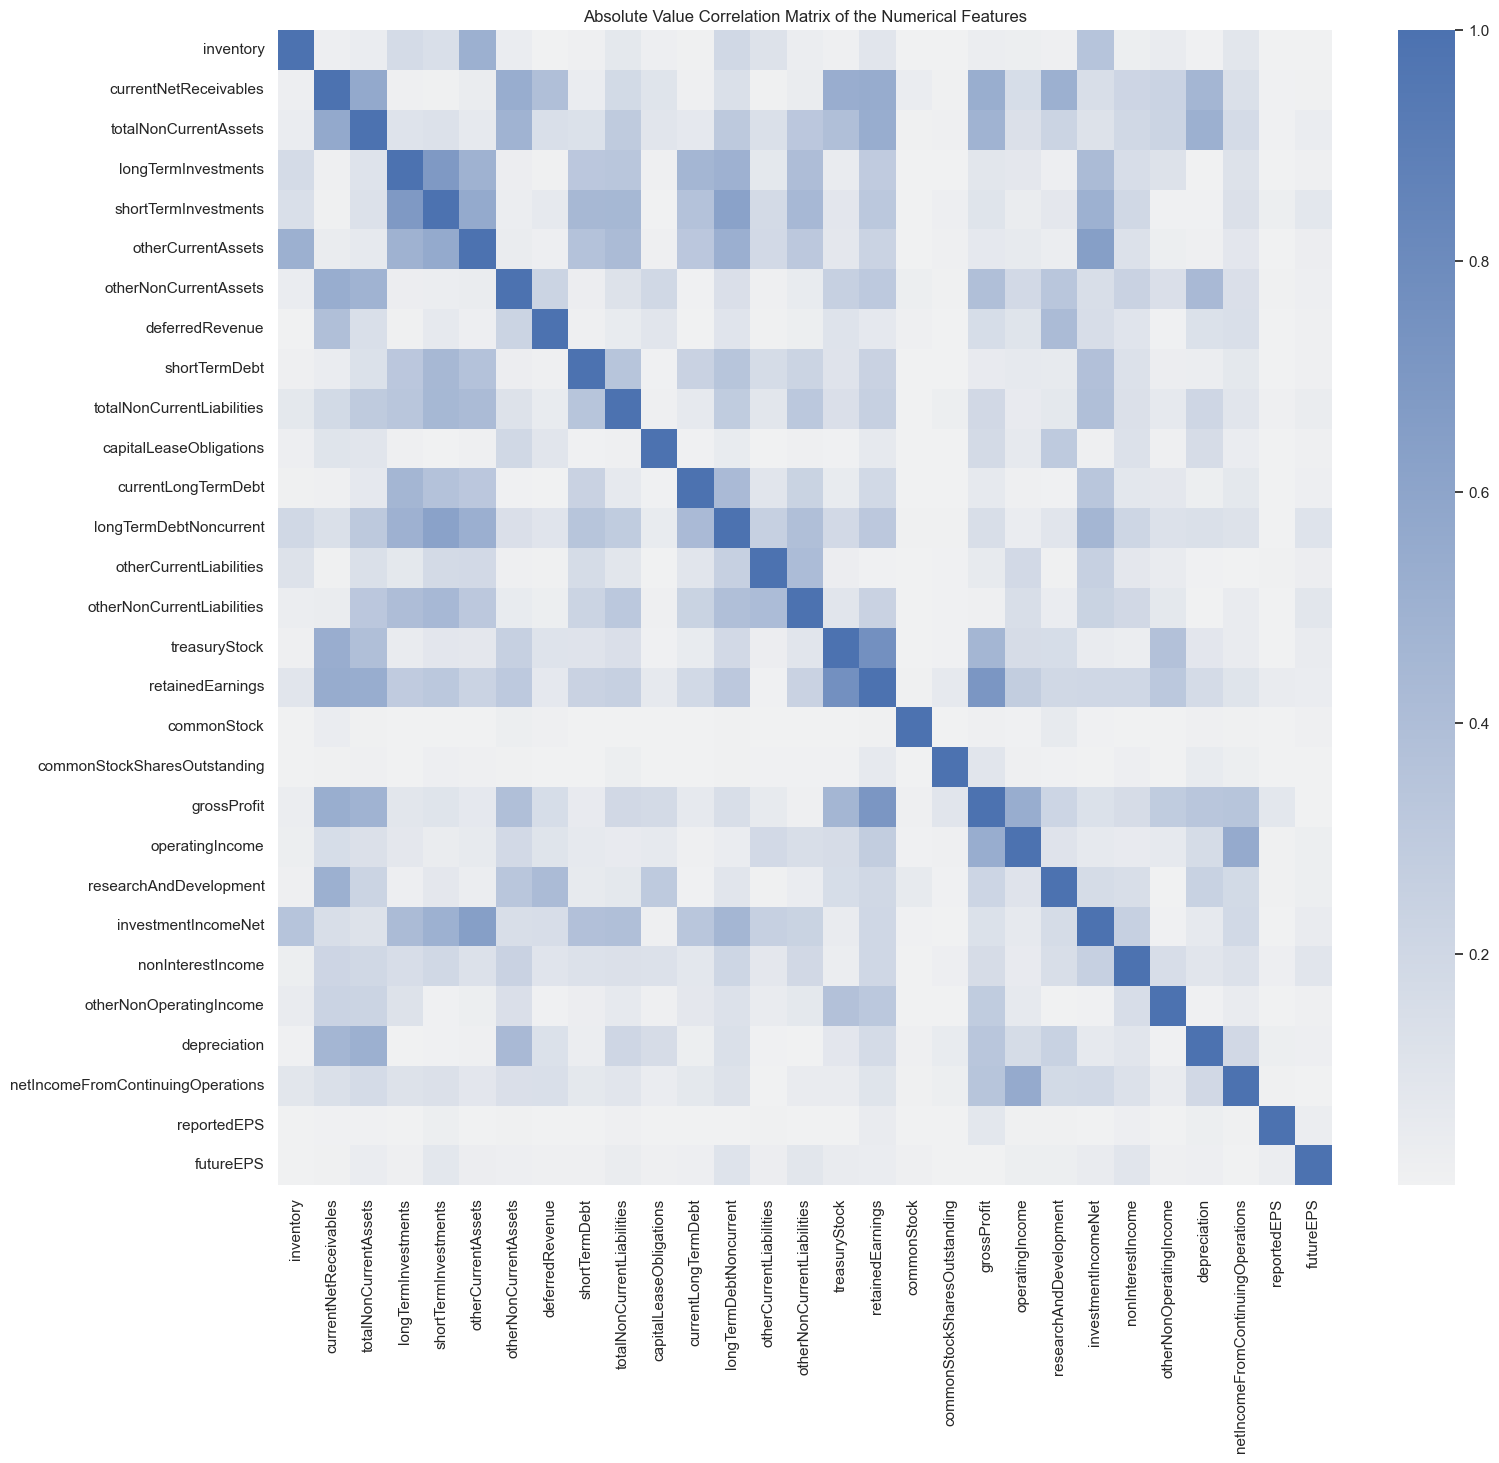 Absolute Value Correlation Matrix of the Numerical Features
inventory
currentNetReceivables
totalNonCurrentAssets
longTermInvestments
shortTermInvestments
otherCurrentAssets
otherNonCurrentAssets
deferredRevenue
shortTermDebt
totalNonCurrentLiabilities
capitalLeaseObligations
currentLongTermDebt
longTermDebtNoncurrent
otherCurrentLiabilities
otherNonCurrentLiabilities
treasuryStock
retainedEarnings
commonStock
commonStockSharesOutstanding
grossProfit
operatingIncome
researchAndDevelopment
investmentIncomeNet
nonInterestIncome
otherNonOperatingIncome
depreciation
netIncomeFromContinuingOperations
reportedEPS
futureEPS
inventory
currentNetReceivables
totalNonCurrentAssets
longTermInvestments
shortTermInvestments
otherCurrentAssets
otherNonCurrentAssets
deferredRevenue
shortTermDebt
totalNonCurrentLiabilities
capitalLeaseObligations
currentLongTermDebt
longTermDebtNoncurrent
otherCurrentLiabilities
otherNonCurrentLiabilities
treasuryStock
retainedEarnings
commonStock
commonStockSharesOutstanding
grossProfit
operatingIncome
researchAndDevelopment
investmentIncomeNet
nonInterestIncome
otherNonOperatingIncome
depreciation
netIncomeFromContinuingOperations
reportedEPS
futureEPS
1.0
0.8
0.6
0.4
0.2